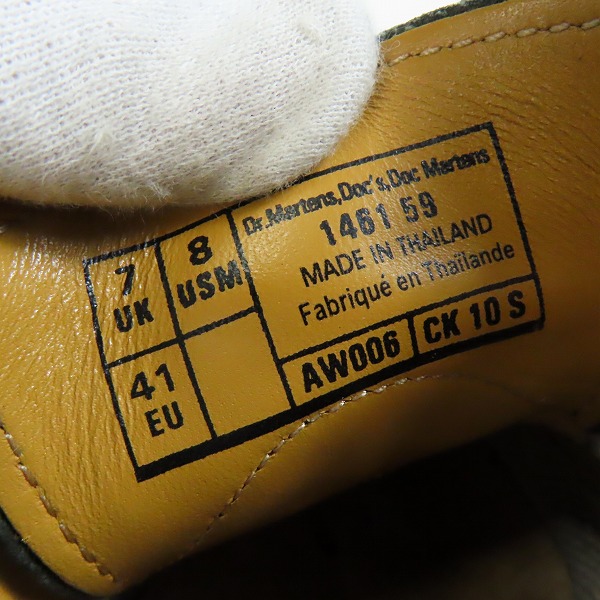 7
UK
8
USM
41
EU
Dr.Martens,Doc's,Doc Martens
1461 59
MADE IN THAILAND
Fabriqué en Thaïlande
AW006
CK 10 S